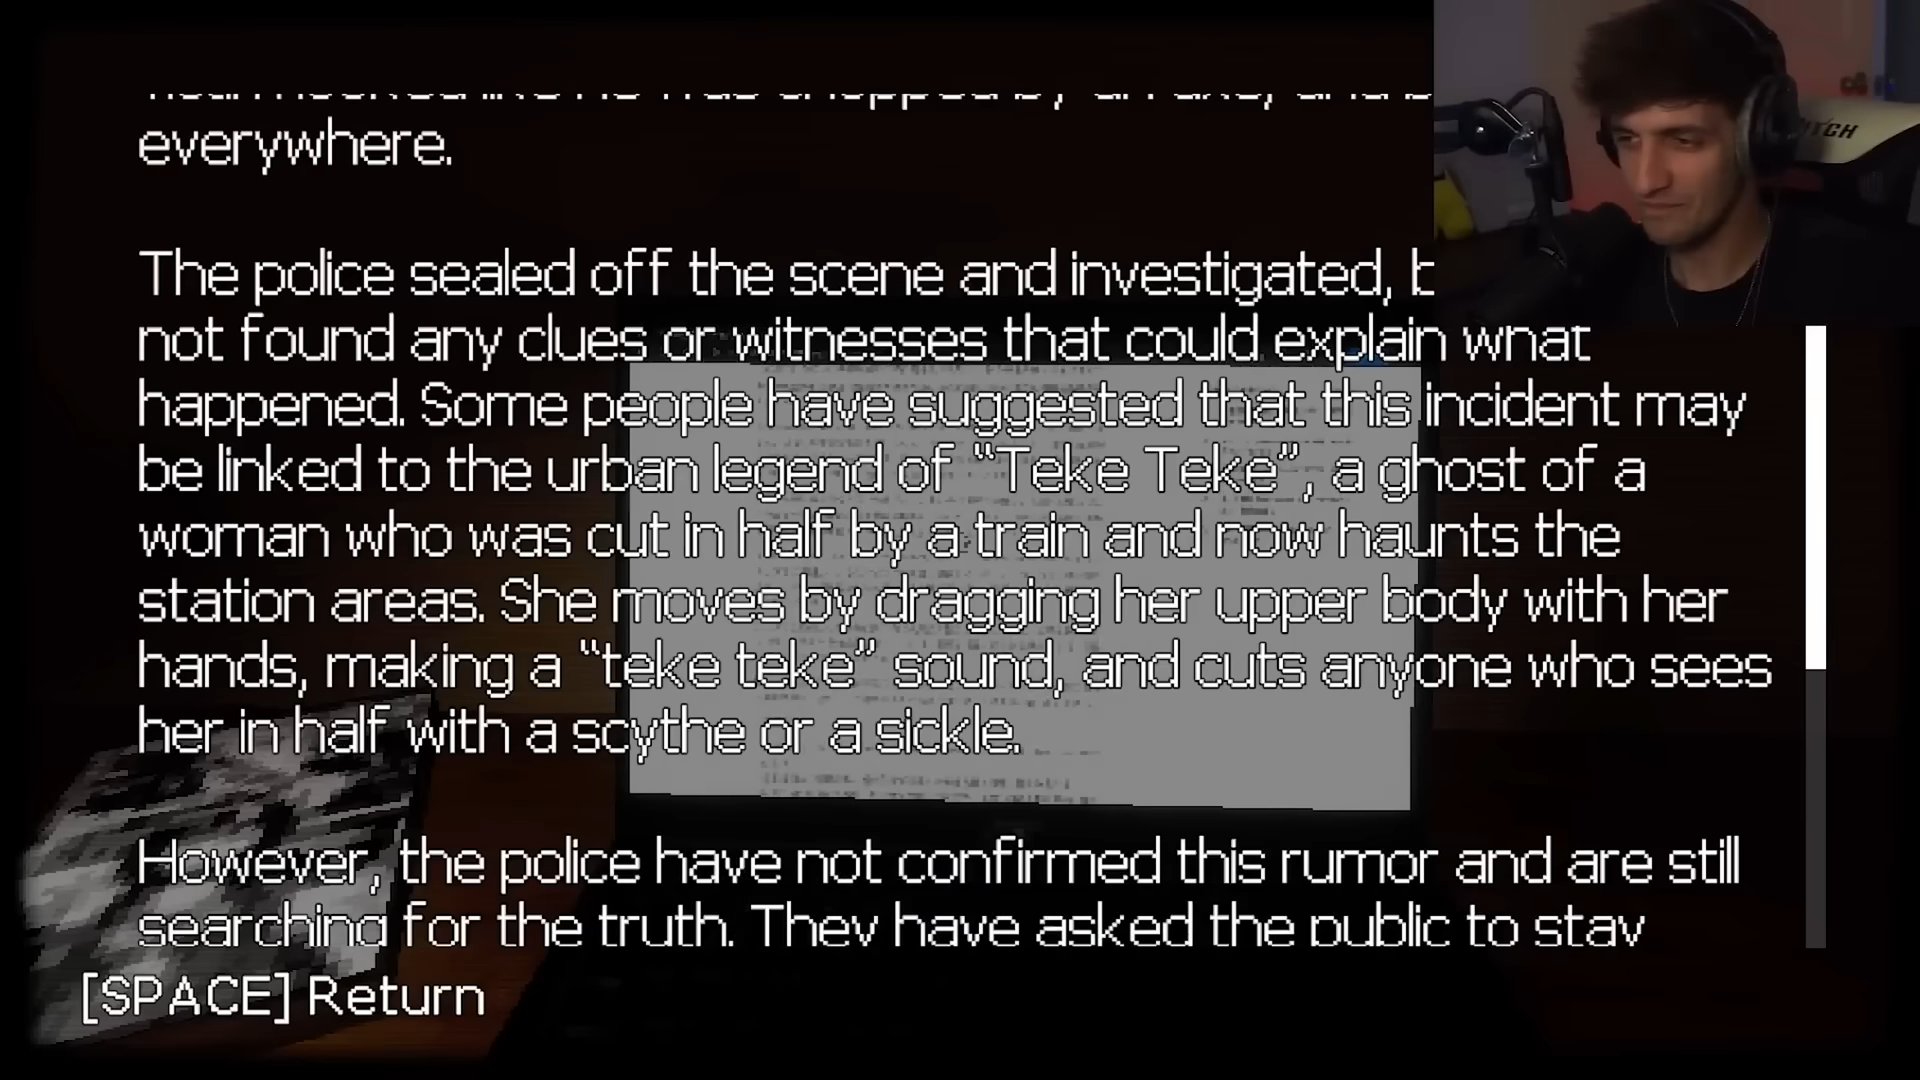 everywhere.
The police sealed off the scene and investigated,
not found any clues or witnesses that could explain what
happened. Some people have suggested that this incident may
be linked to the urban legend of “Teke Teke”, a ghost of a
woman who was cut in half by a train and now haunts the
station areas. She moves by dragging her upper body with her
hands, making a “teke teke” sound, and cuts anyone who sees
her in half with a scythe or a sickle.
However, the police have not confirmed this rumor and are still
searching for the truth. They have asked the public to stay
[SPACE] Return